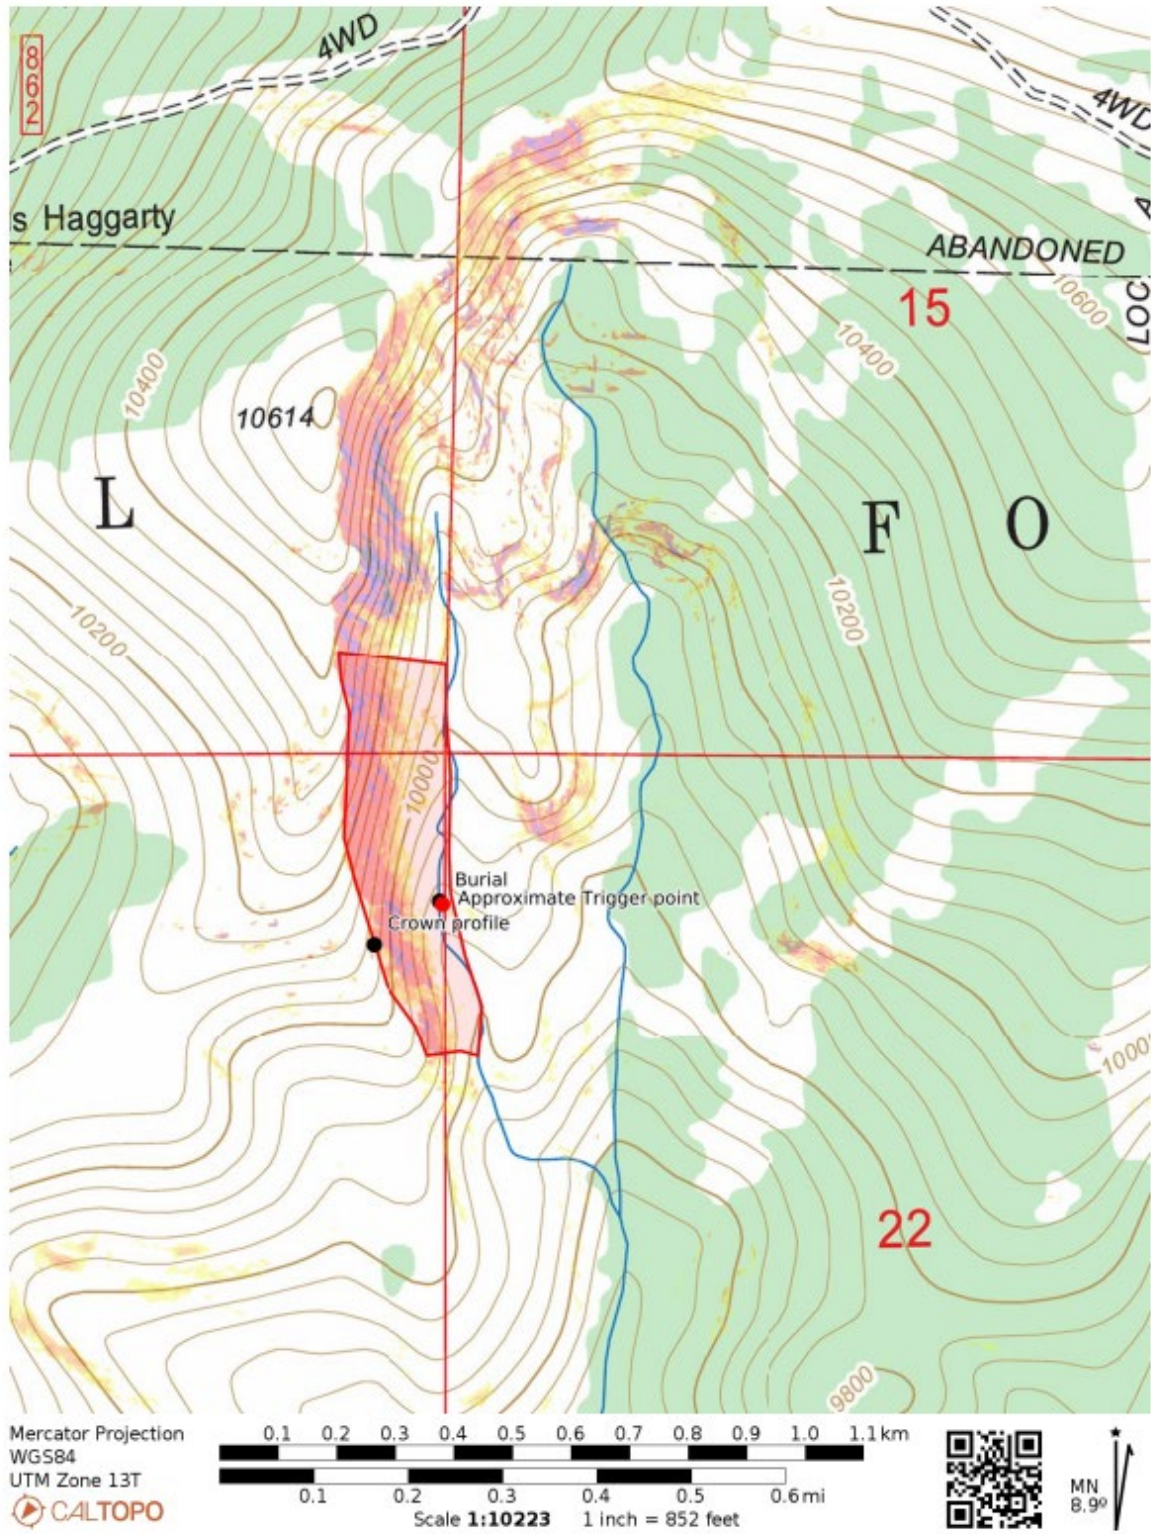 862
4WD
4WD
s Haggarty
ABANDONED
A
LOC
15
10600
10400
10400
10614
L
F O
10200
10200
10000
Burial
Approximate Trigger point
Crown profile
1000
22
9800
Mercator Projection
WGS84
UTM Zone 13T
CALTOPO
0.1 0.2 0.3 0.4 0.5 0.6 0.7 0.8 0.9 1.0 1.1 km
0.1 0.2 0.3 0.4 0.5 0.6 mi
Scale 1:10223 1 inch = 852 feet
MN
8.9º